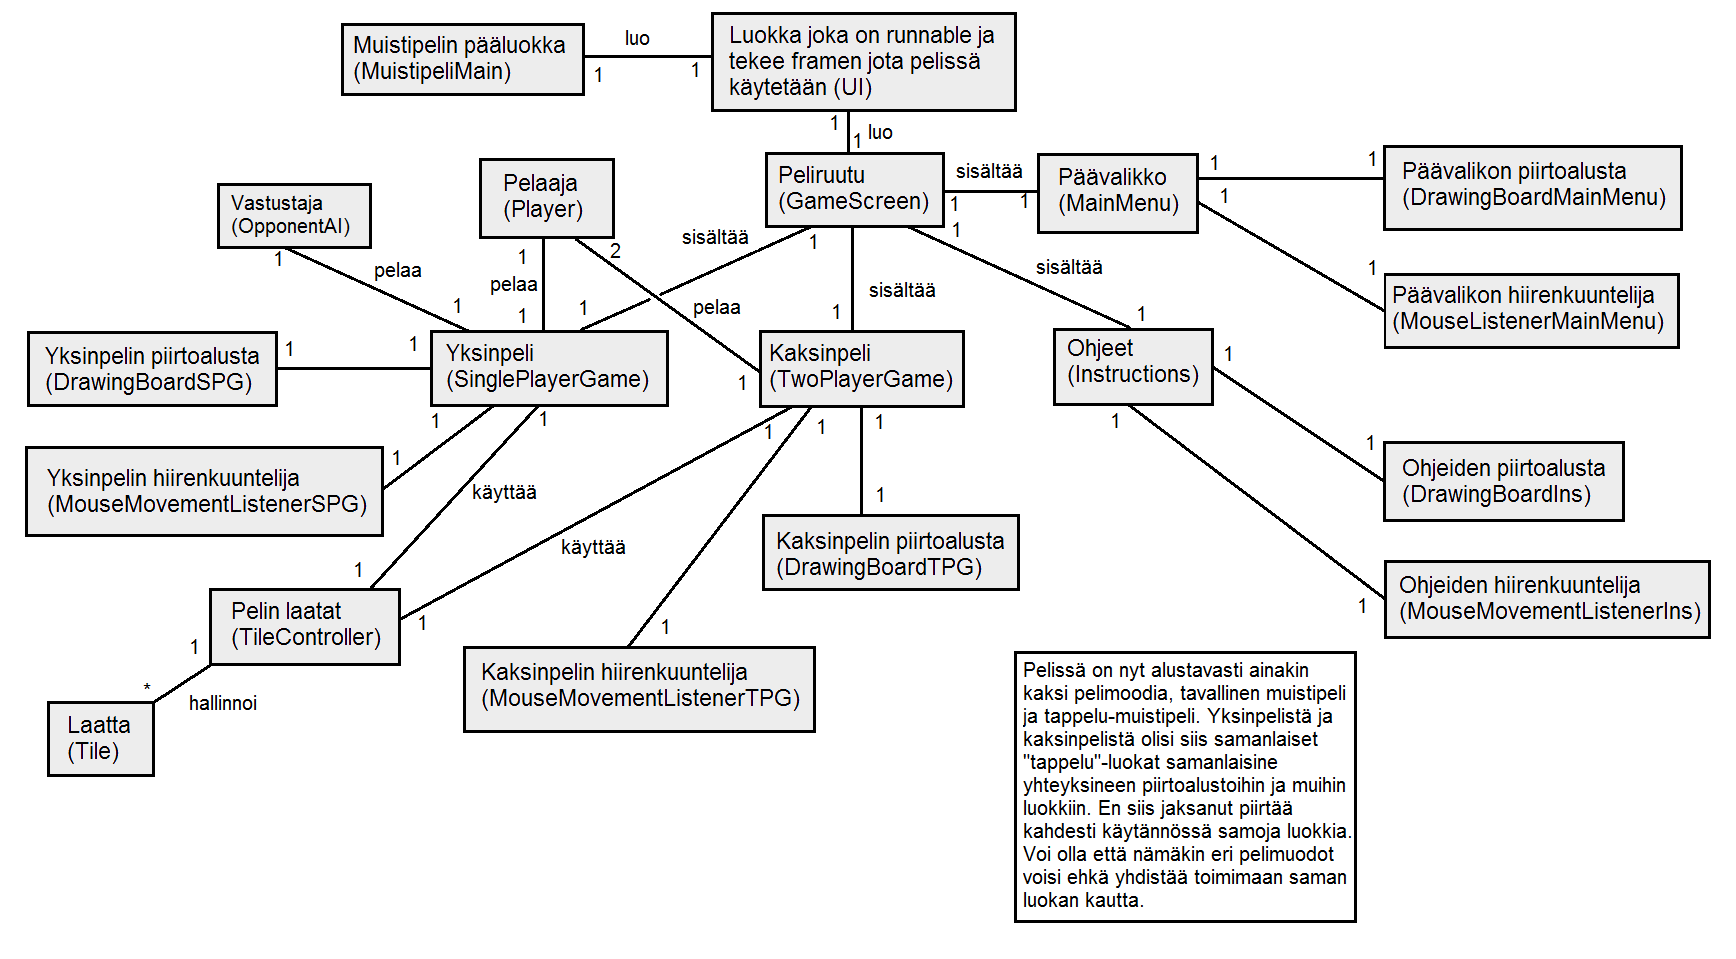 Muistipelin pääluokka
(MuistipeliMain)
luo
1
1
Luokka joka on runnable ja
tekee framen jota pelissä
käytetään (UI)
1
1
luo
Vastustaja
(OpponentAI)
1
pelaa
1
Pelaaja
(Player)
1
pelaa
1
2
pelaa
1
Peliruutu
(GameScreen)
sisältää
1
1
sisältää
1
1
sisältää
1
1
sisältää
1
Päävalikko
(MainMenu)
1
1
1
1
Päävalikon piirtoalusta
(DrawingBoardMainMenu)
Päävalikon hiirenkuuntelija
(MouseListenerMainMenu)
Yksinpelin piirtoalusta
(DrawingBoardSPG)
1
1
Yksinpeli
(SinglePlayerGame)
Kaksinpeli
(TwoPlayerGame)
Ohjeet
(Instructions)
1
1
1
1
1
1
käyttää
1
1
1
1
käyttää
1
1
1
1
Yksinpelin hiirenkuuntelija
(MouseMovementListenerSPG)
Kaksinpelin piirtoalusta
(DrawingBoardTPG)
Ohjeiden piirtoalusta
(DrawingBoardIns)
Ohjeiden hiirenkuuntelija
(MouseMovementListenerIns)
Pelin laatat
(TileController)
1
*
hallinnoi
Laatta
(Tile)
Kaksinpelin hiirenkuuntelija
(MouseMovementListenerTPG)
Pelissä on nyt alustavasti ainakin
kaksi pelimoodia, tavallinen muistipeli
ja tappelu-muistipeli. Yksinpelistä ja
kaksinpelistä olisi siis samanlaiset
"tappelu"-luokat samanlaisine
yhteyksineen piirtoalustoihin ja muihin
luokkiin. En siis jaksanut piirtää
kahdesti käytännössä samoja luokkia.
Voi olla että nämäkin eri pelimuodot
voisi ehkä yhdistää toimimaan saman
luokan kautta.